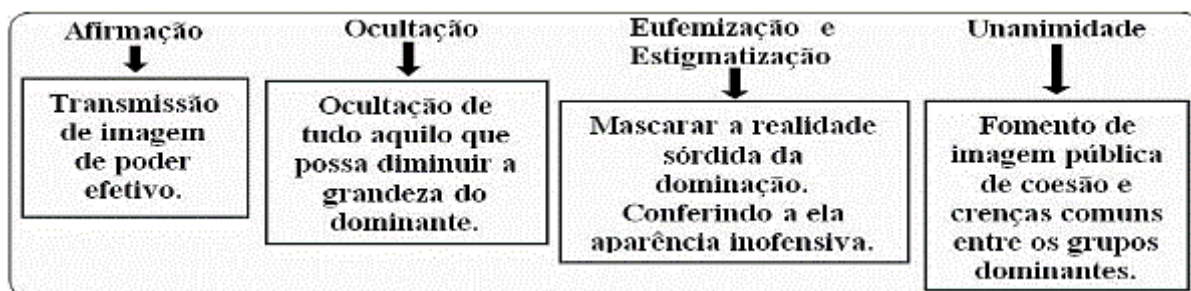 Afirmação
Transmissão
de imagem
de poder
efetivo.
Ocultação
Ocultação de
tudo aquilo que
possa diminuir a
grandeza do
dominante.
Eufemização e
Estigmatização
Mascarar a realidade
sórdida da
dominação.
Conferindo a ela
aparência inofensiva.
Unanimidade
Fomento de
imagem pública
de coesão e
crenças comuns
entre os grupos
dominantes.